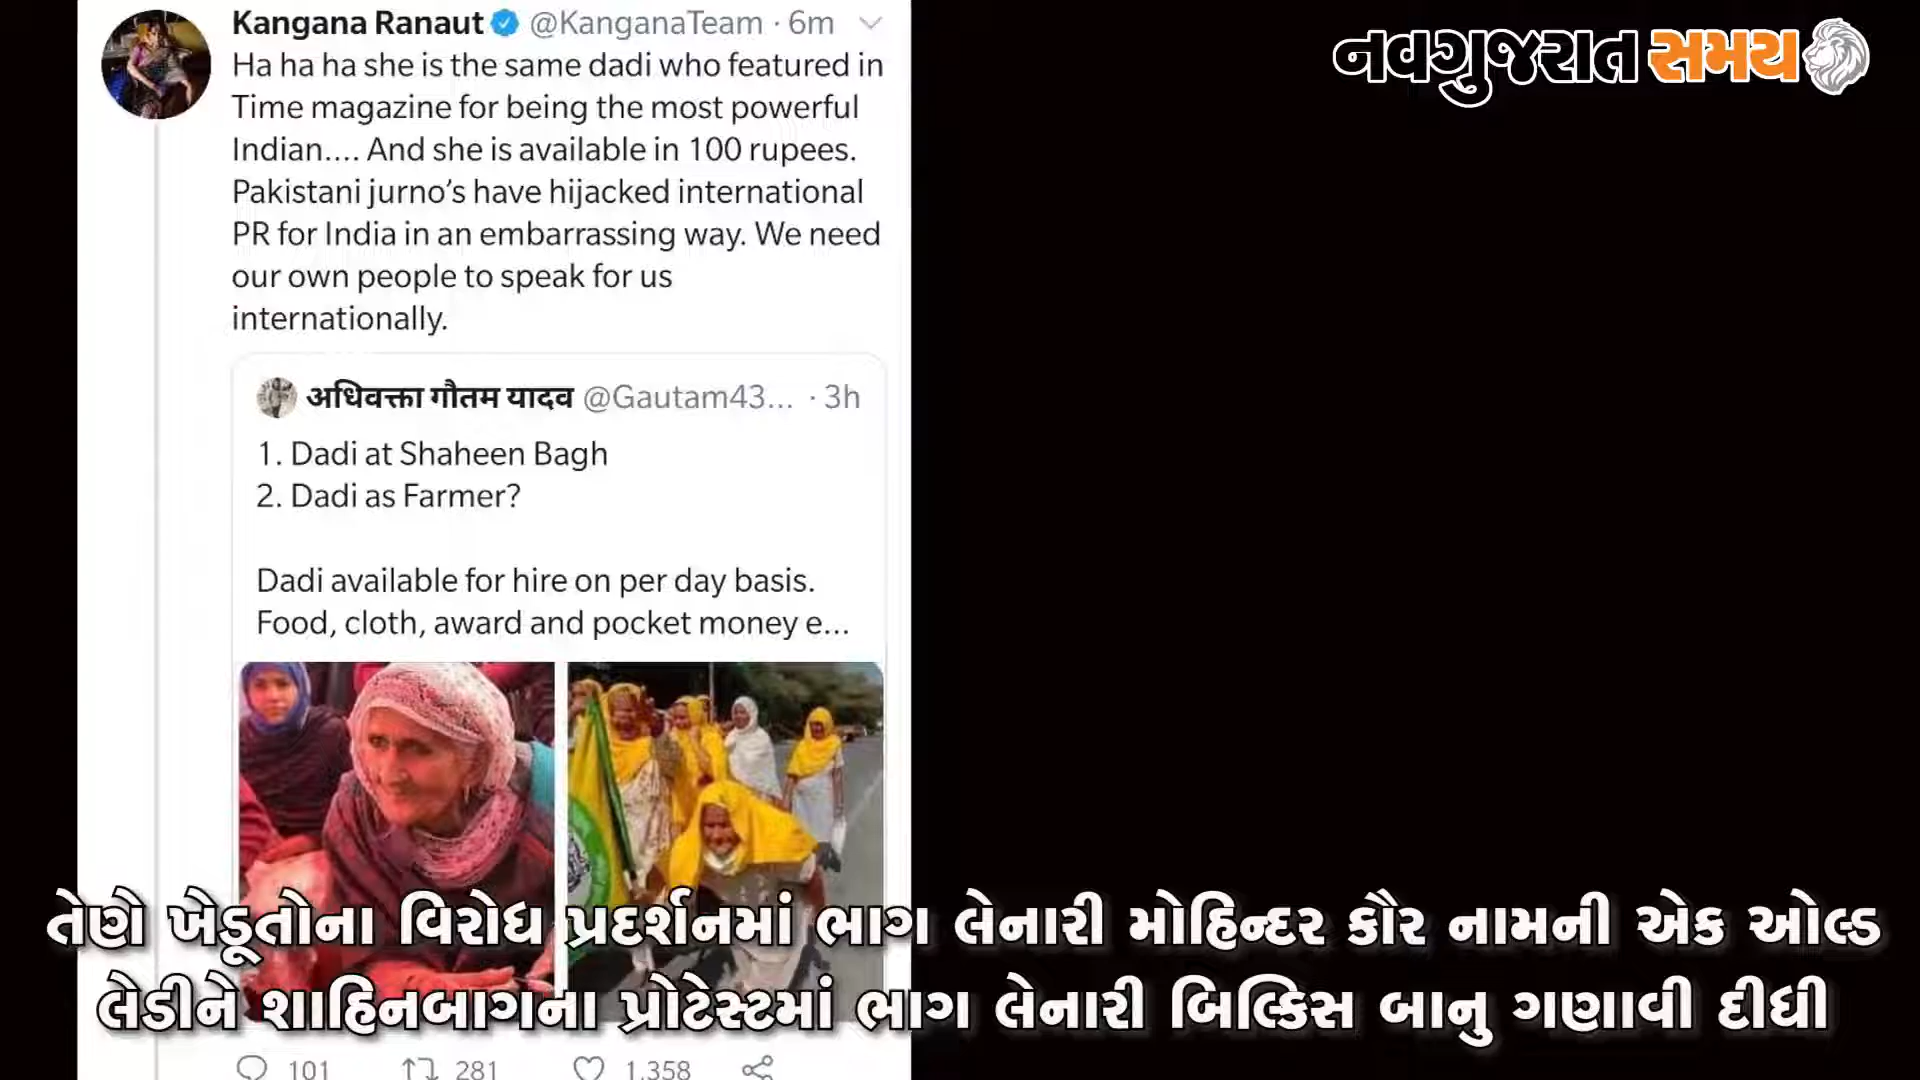 Kangana Ranaut @KanganaTeam · 6m
Ha ha ha she is the same dadi who featured in
Time magazine for being the most powerful
Indian.... And she is available in 100 rupees.
Pakistani jurno's have hijacked international
PR for India in an embarrassing way. We need
our own people to speak for us
internationally.
अधिवक्ता गौतम यादव @Gautam43... · 3h
1. Dadi at Shaheen Bagh
2. Dadi as Farmer?
Dadi available for hire on per day basis.
Food, cloth, award and pocket money e...
101 281 1,358
નવગુજરાત સમય
તેણે ખેડૂતોના વિરોધ પ્રદર્શનમાં ભાગ લેનારી મોહિન્દર કૌર નામની એક ઓલ્ડ
લેડીને શાહિનબાગના પ્રોટેસ્ટમાં ભાગ લેનારી બિલ્કિસ બાનુ ગણાવી દીધી